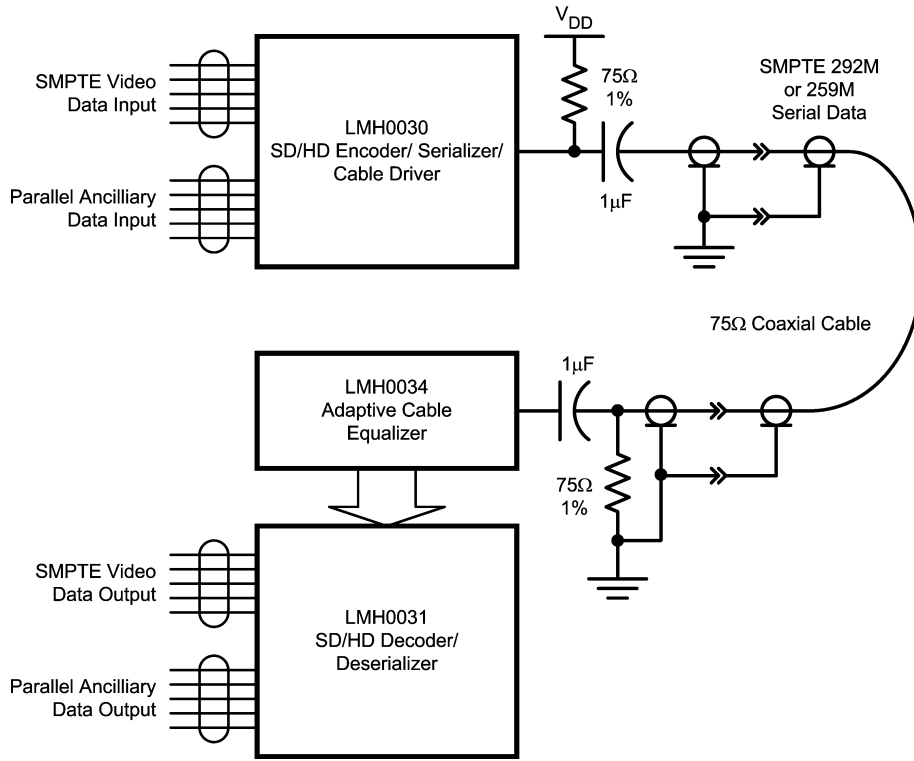 V_DD
SMPTE Video
Data Input
75Ω
1%
SMPTE 292M
or 259M
Serial Data
LMH0030
SD/HD Encoder/ Serializer/
Cable Driver
Parallel Ancilliary
Data Input
1μF
75Ω Coaxial Cable
1μF
LMH0034
Adaptive Cable
Equalizer
75Ω
1%
SMPTE Video
Data Output
LMH0031
SD/HD Decoder/
Deserializer
Parallel Ancilliary
Data Output